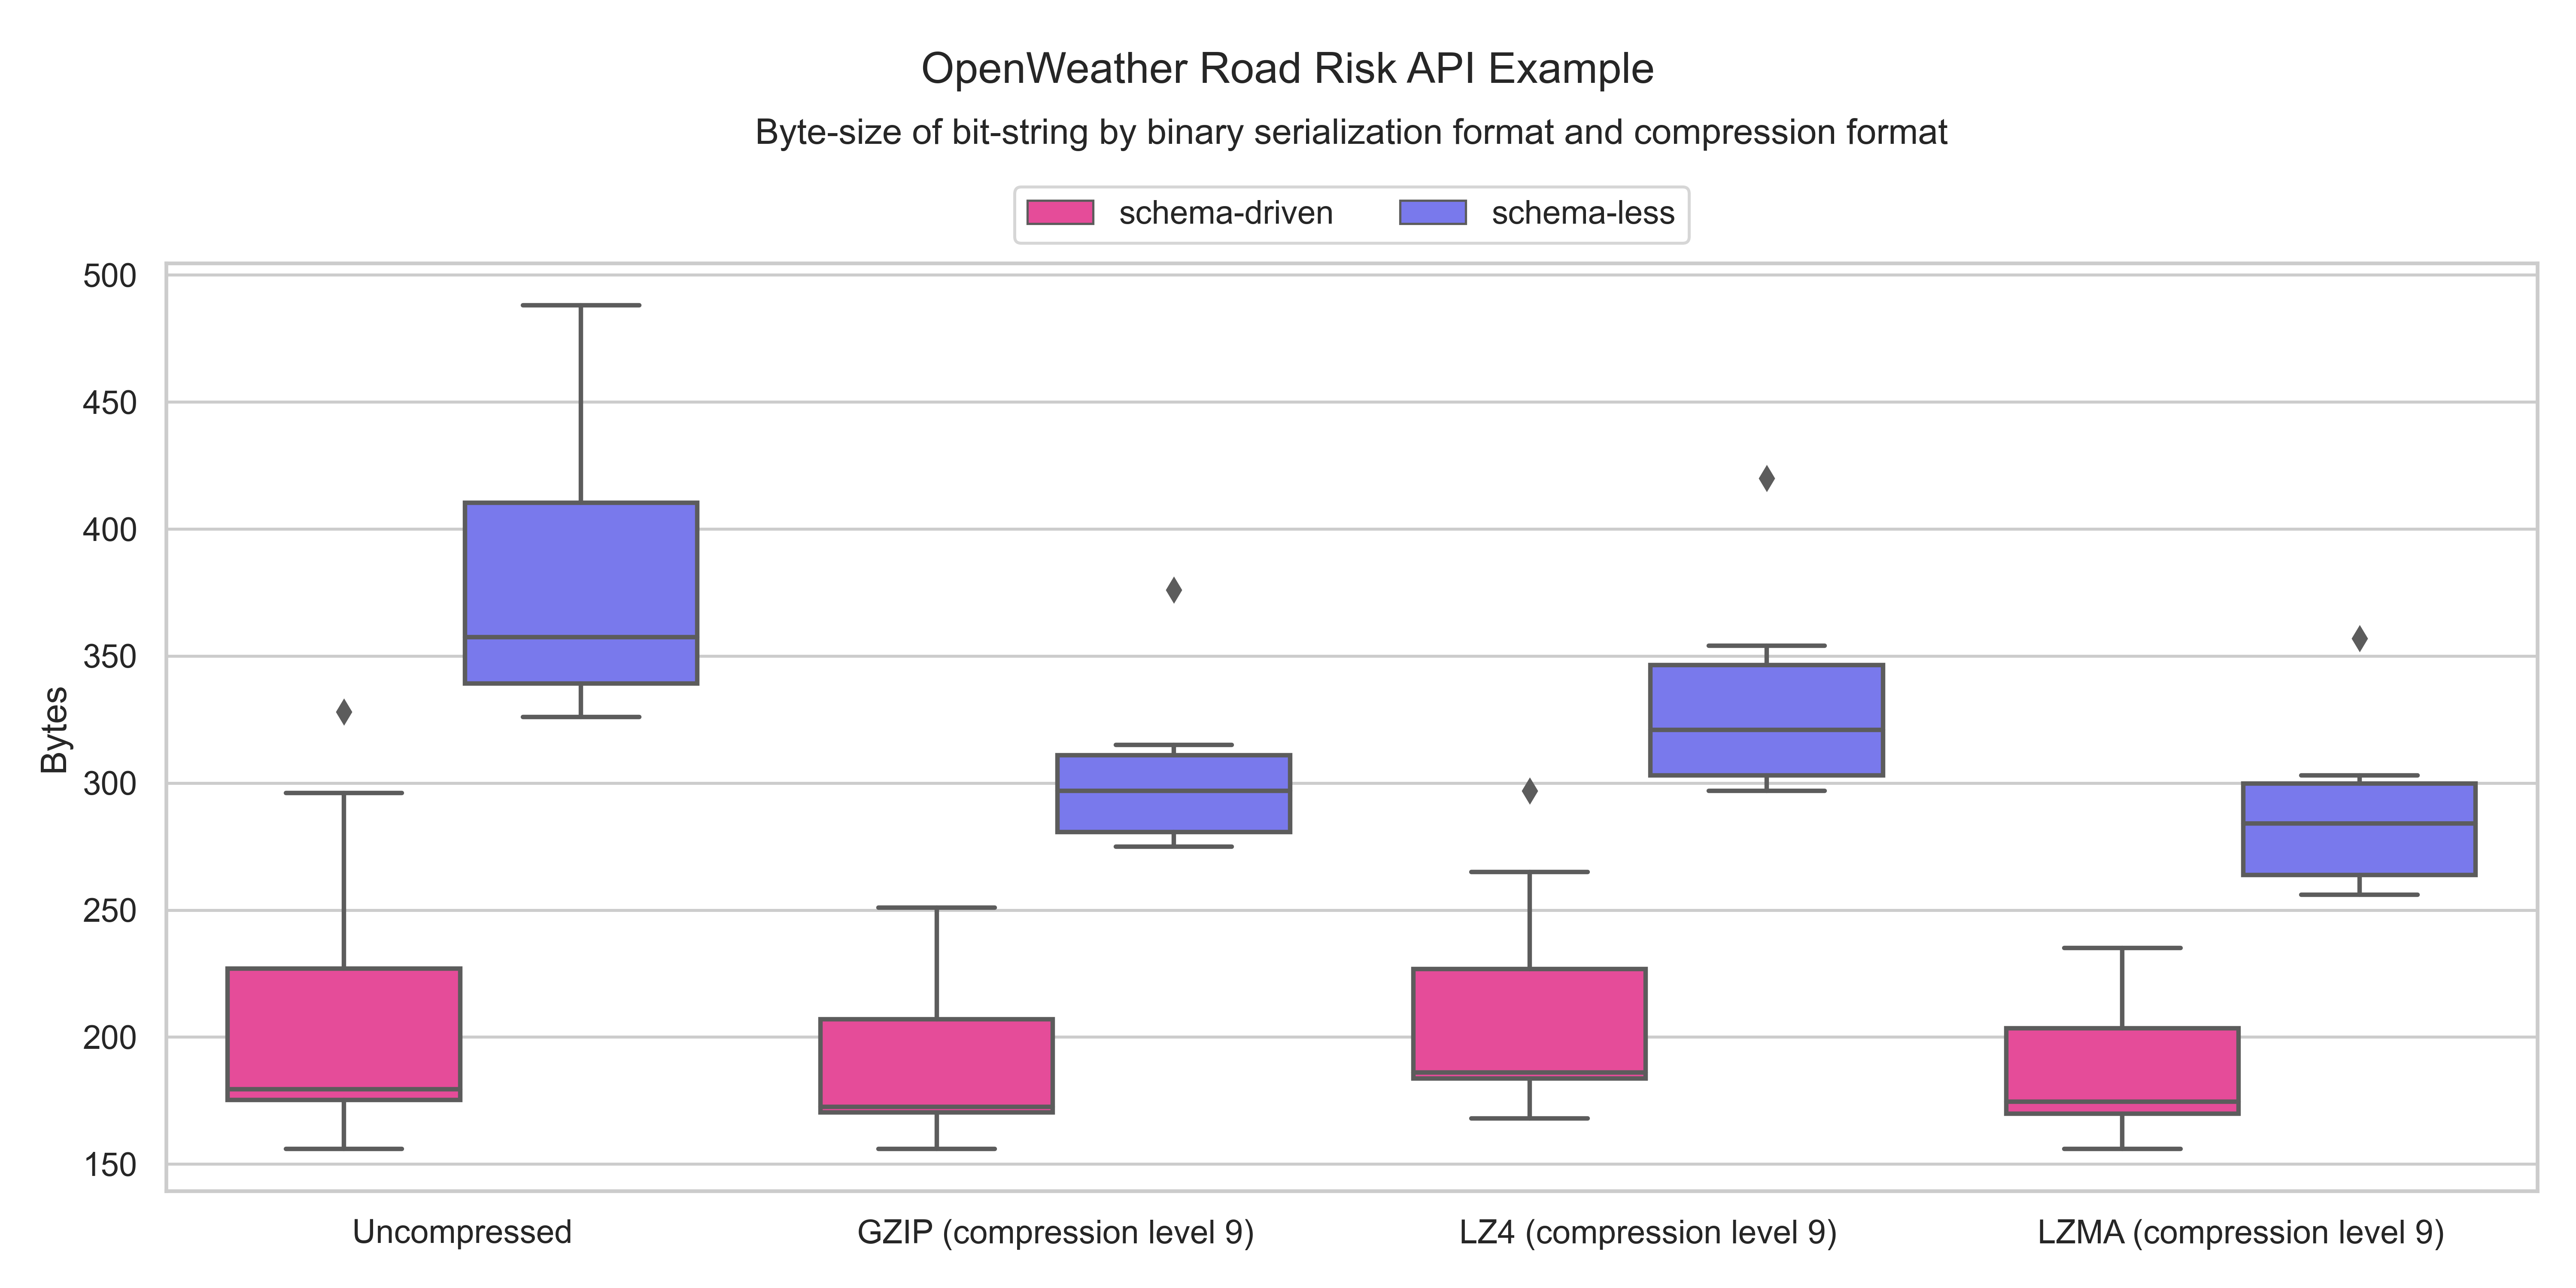 OpenWeather Road Risk API Example
Byte-size of bit-string by binary serialization format and compression format
schema-driven
schema-less
500
450
400
350
300
250
200
150
Bytes
Uncompressed
GZIP (compression level 9)
LZ4 (compression level 9)
LZMA (compression level 9)